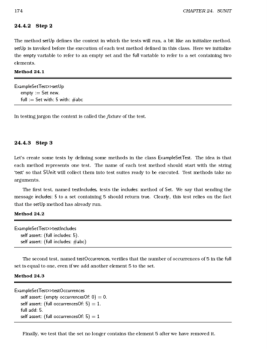 174 CHAPTER 24. SUNIT
24.4.2 Step 2
The method setUp defines the context in which the tests will run, a bit like an initialize method.
setUp is invoked before the execution of each test method defined in this class. Here we initialize
the empty variable to refer to an empty set and the full variable to refer to a set containing two
elements.
Method 24.1
ExampleSetTest>>setUp
empty := Set new.
full := Set with: 5 with: #abc
In testing jargon the context is called the fixture of the test.
24.4.3 Step 3
Let's create some tests by defining some methods in the class ExampleSetTest. The idea is that
each method represents one test. The name of each test method should start with the string
'test' so that SUnit will collect them into test suites ready to be executed. Test methods take no
arguments.
The first test, named testIncludes, tests the includes: method of Set. We say that sending the
message includes: 5 to a set containing 5 should return true. Clearly, this test relies on the fact
that the setUp method has already run.
Method 24.2
ExampleSetTest>>testIncludes
self assert: (full includes: 5).
self assert: (full includes: #abc)
The second test, named testOccurrences, verifies that the number of occurrences of 5 in the full
set is equal to one, even if we add another element 5 to the set.
Method 24.3
ExampleSetTest>>testOccurrences
self assert: (empty occurrencesOf: 0) = 0.
self assert: (full occurrencesOf: 5) = 1.
full add: 5.
self assert: (full occurrencesOf: 5) = 1
Finally, we test that the set no longer contains the element 5 after we have removed it.